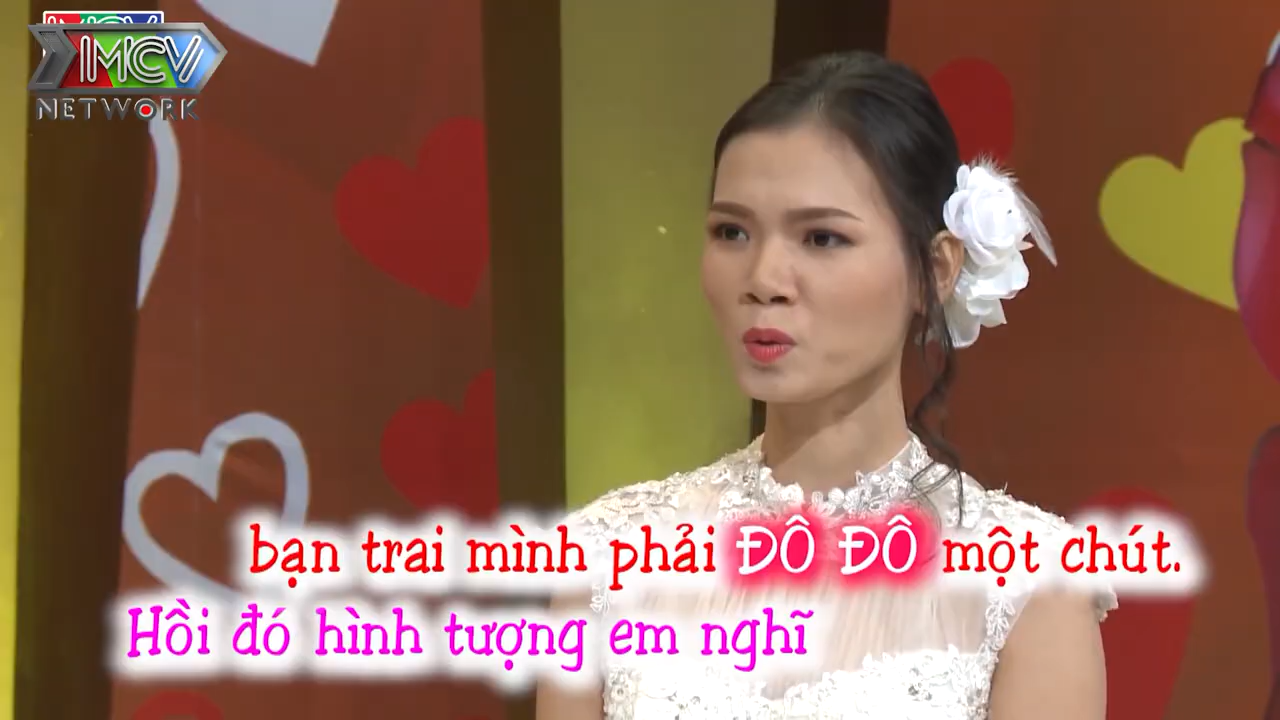 MCV
NETWORK
bạn trai mình phải ĐÔ ĐÔ một chút.
Hồi đó hình tượng em nghĩ